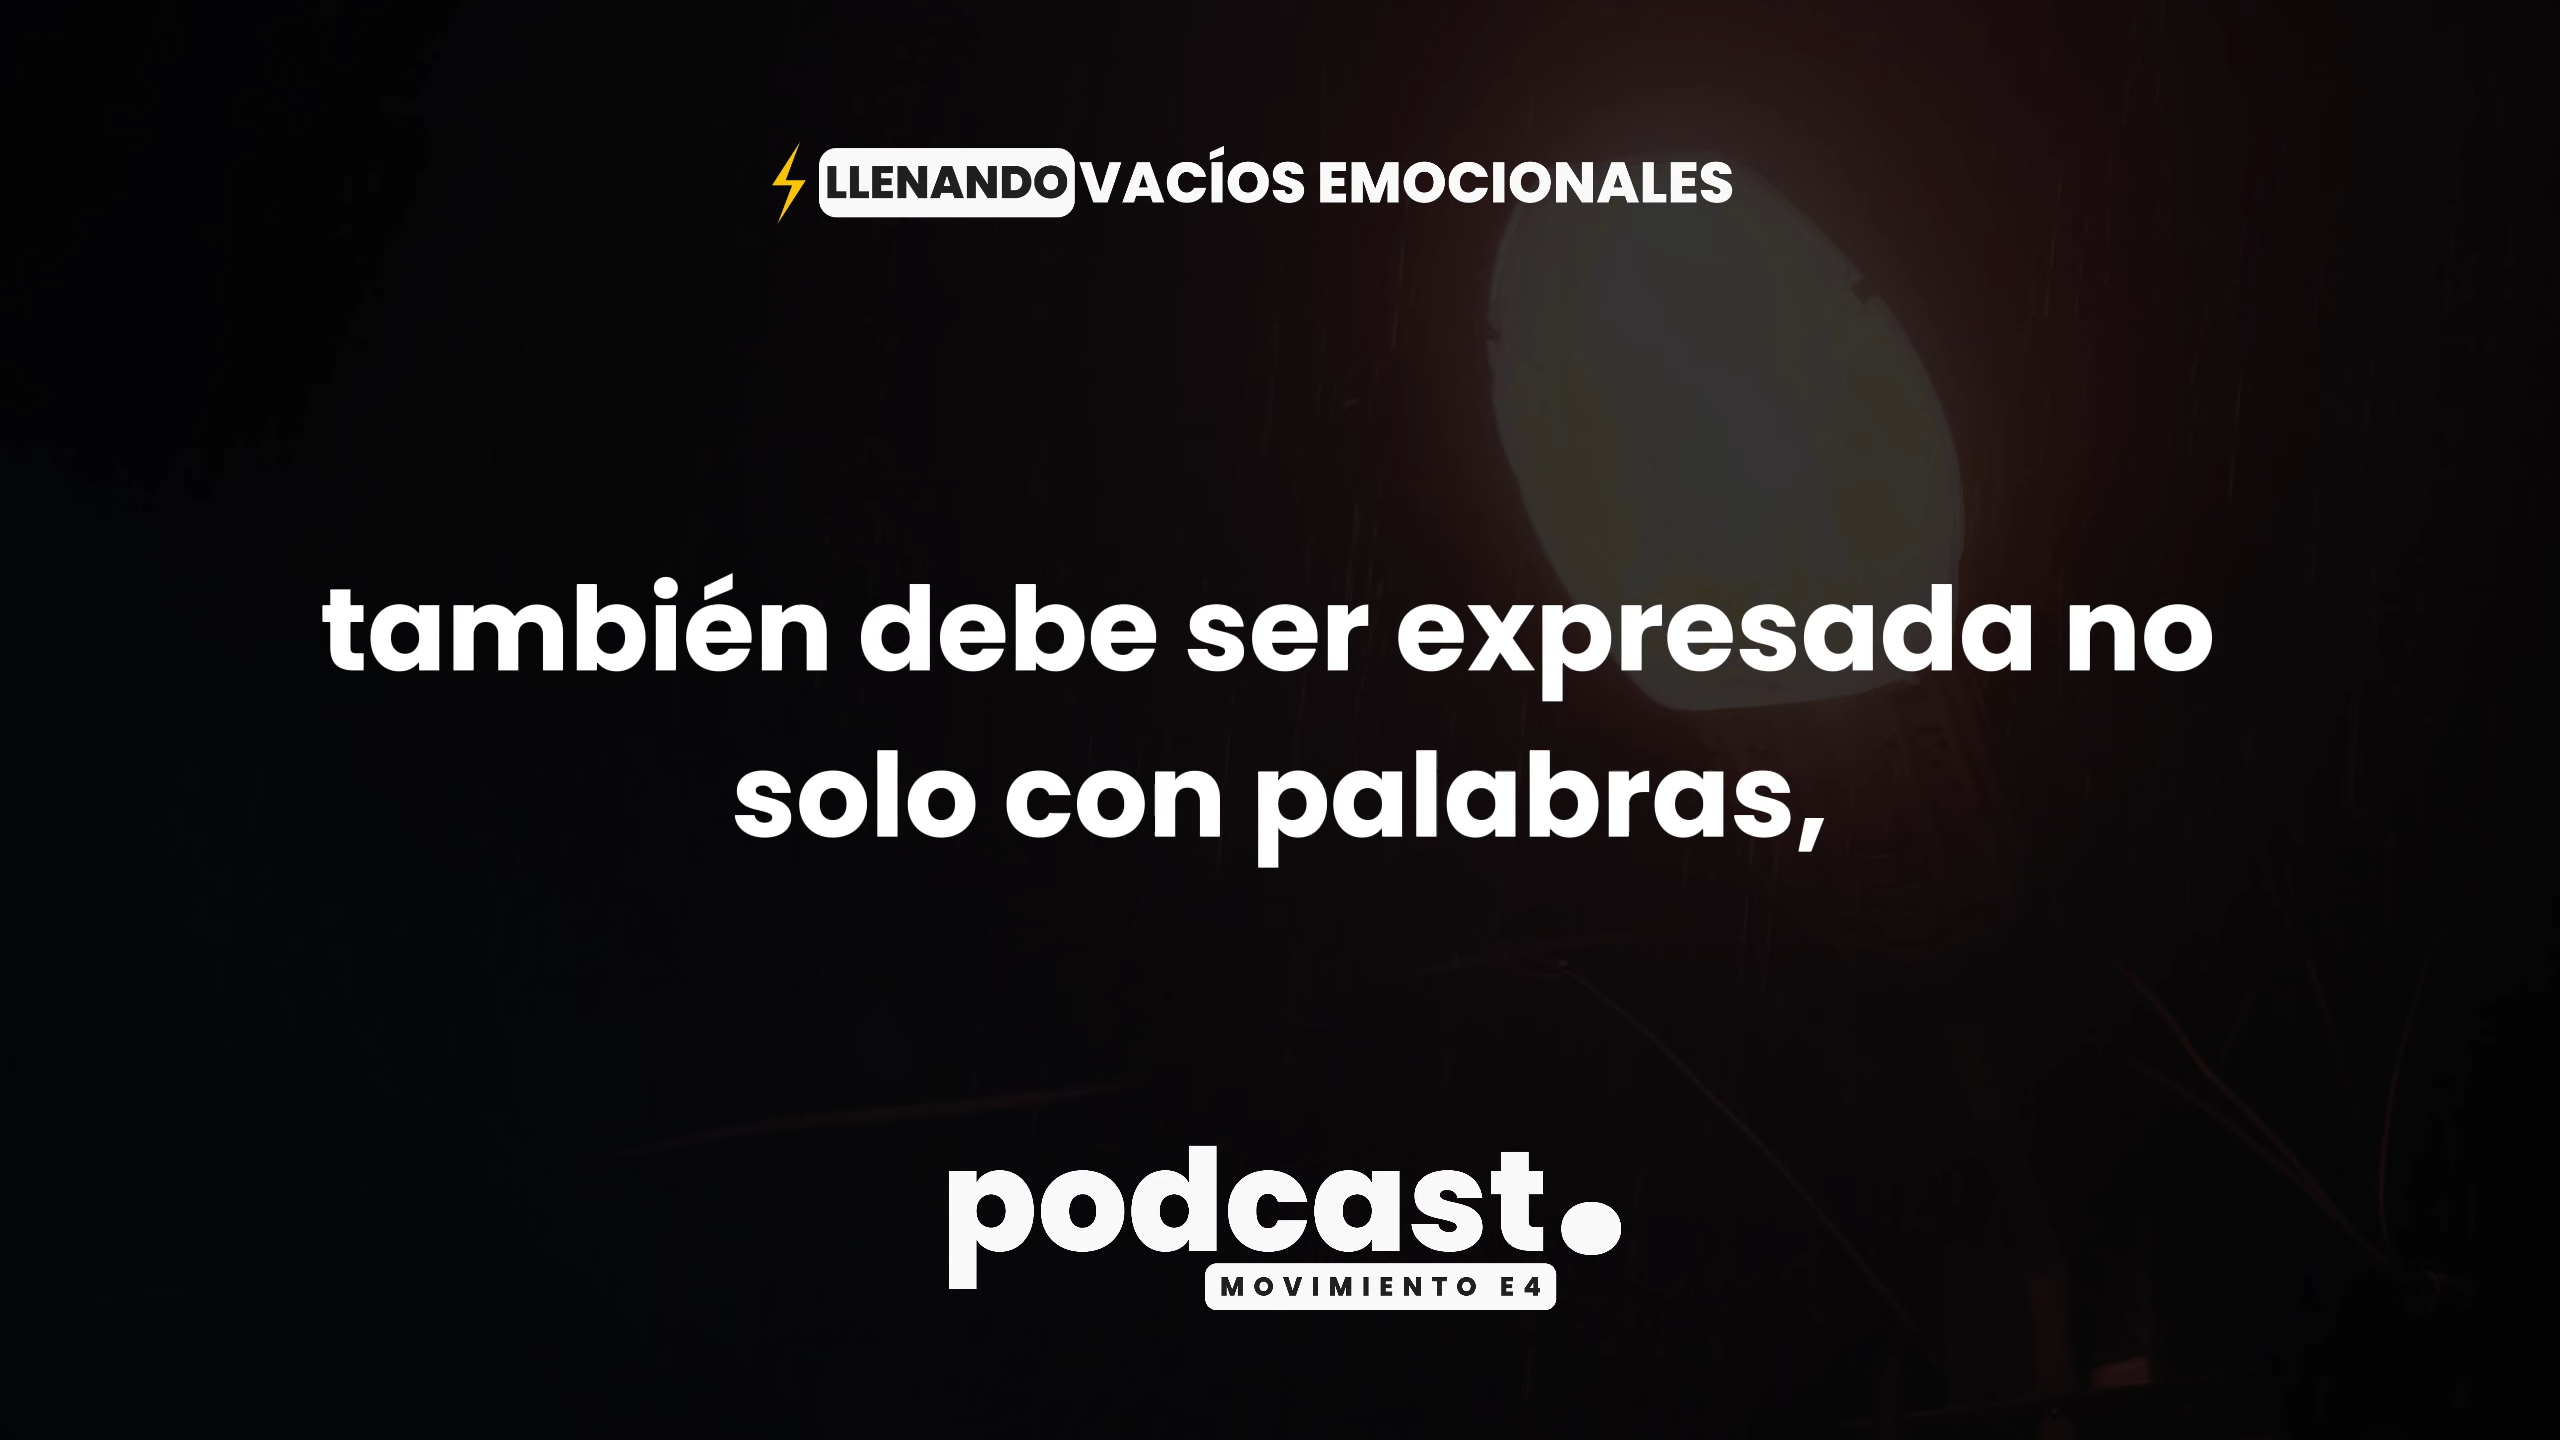 LLENANDO VACÍOS EMOCIONALES
también debe ser expresada no
solo con palabras,
podcast.
MOVIMIENTO E4